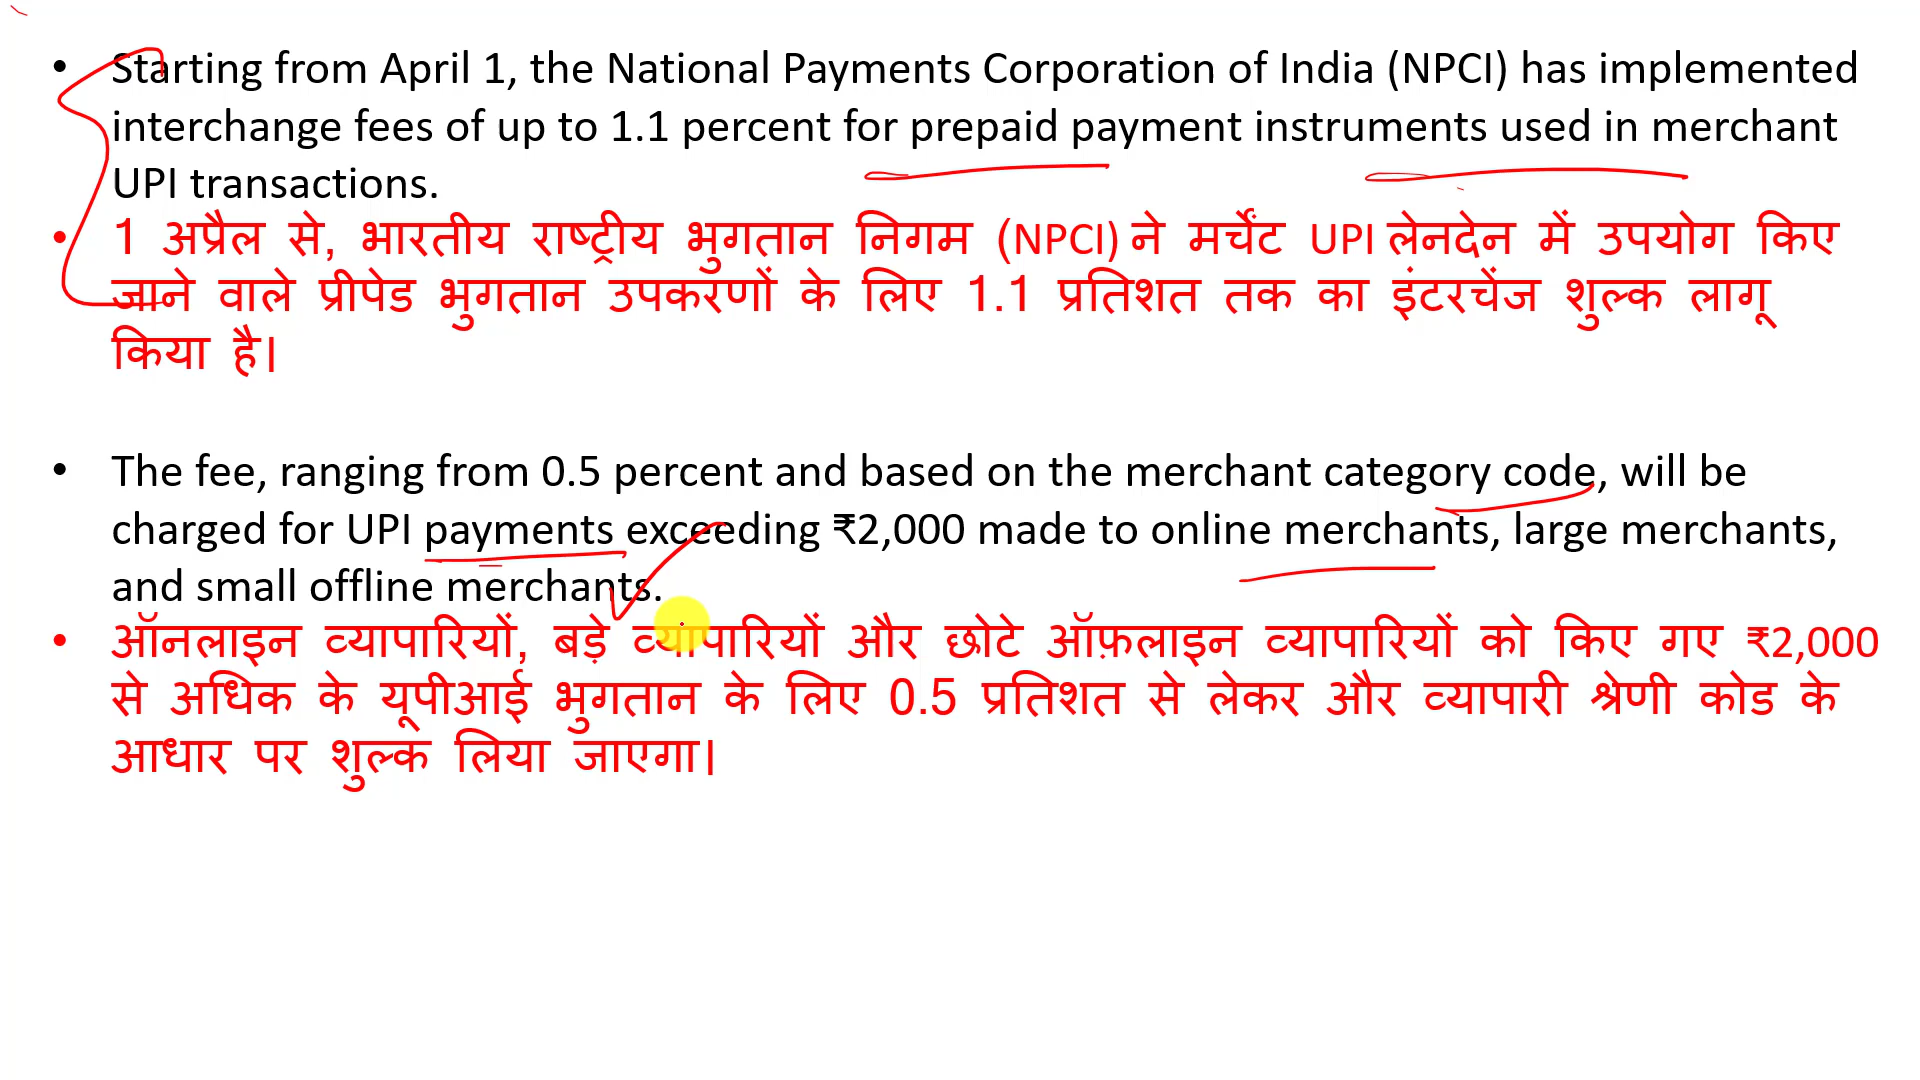 • Starting from April 1, the National Payments Corporation of India (NPCI) has implemented
interchange fees of up to 1.1 percent for prepaid payment instruments used in merchant
UPI transactions.
• 1 अप्रैल से, भारतीय राष्ट्रीय भुगतान निगम (NPCI) ने मर्चेंट UPI लेनदेन में उपयोग किए
जाने वाले प्रीपेड भुगतान उपकरणों के लिए 1.1 प्रतिशत तक का इंटरचेंज शुल्क लागू
किया है।
• The fee, ranging from 0.5 percent and based on the merchant category code, will be
charged for UPI payments exceeding ₹2,000 made to online merchants, large merchants,
and small offline merchants.
• ऑनलाइन व्यापारियों, बड़े व्यापारियों और छोटे ऑफ़लाइन व्यापारियों को किए गए ₹2,000
से अधिक के यूपीआई भुगतान के लिए 0.5 प्रतिशत से लेकर और व्यापारी श्रेणी कोड के
आधार पर शुल्क लिया जाएगा।